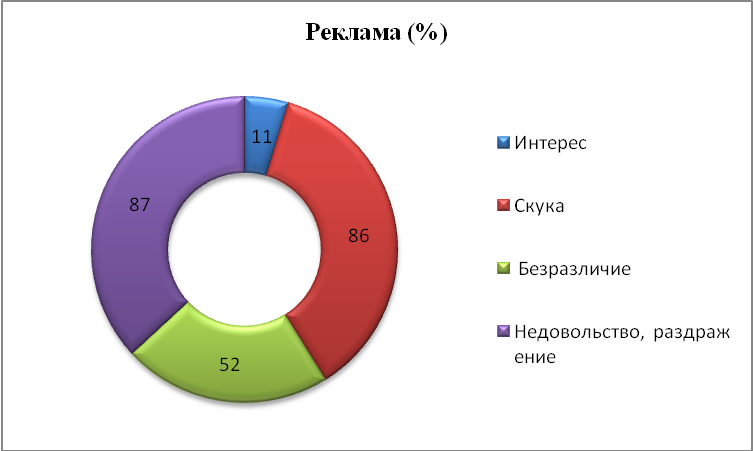 Реклама (%)
11
86
52
87
Интерес
Скука
Безразличие
Недовольство, раздраж
ение